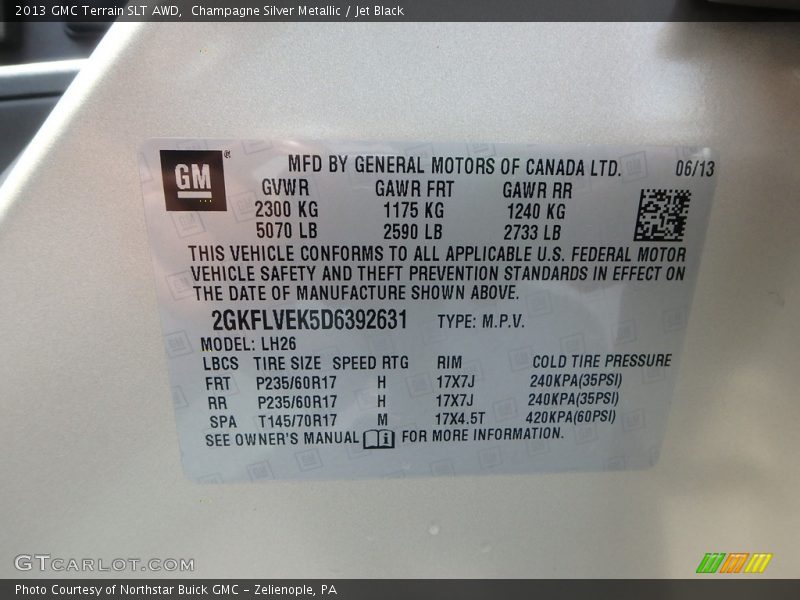 2013 GMC Terrain SLT AWD, Champagne Silver Metallic / Jet Black
GM ®
MFD BY GENERAL MOTORS OF CANADA LTD. 06/13
GVWR GAWR FRT GAWR RR
2300 KG 1175 KG 1240 KG
5070 LB 2590 LB 2733 LB
THIS VEHICLE CONFORMS TO ALL APPLICABLE U.S. FEDERAL MOTOR
VEHICLE SAFETY AND THEFT PREVENTION STANDARDS IN EFFECT ON
THE DATE OF MANUFACTURE SHOWN ABOVE.
2GKFLVEK5D6392631 TYPE: M.P.V.
MODEL: LH26
LBCS TIRE SIZE SPEED RTG RIM COLD TIRE PRESSURE
FRT P235/60R17 H 17X7J 240KPA(35PSI)
RR P235/60R17 H 17X7J 240KPA(35PSI)
SPA T145/70R17 M 17X4.5T 420KPA(60PSI)
SEE OWNER'S MANUAL i FOR MORE INFORMATION.
GTCARLOT.COM
Photo Courtesy of Northstar Buick GMC - Zelienople, PA